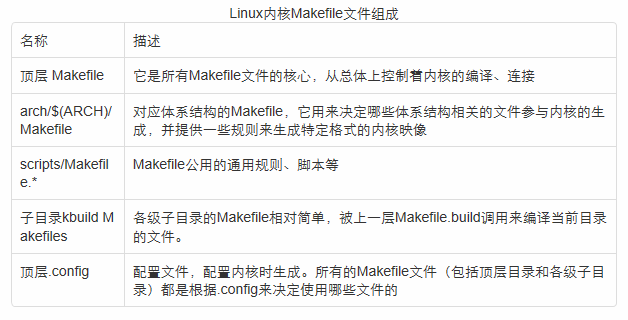 Linux内核Makefile文件组成
名称 描述
顶层 Makefile 它是所有Makefile文件的核心，从总体上控制着内核的编译、连接
arch/$(ARCH)/
Makefile
对应体系结构的Makefile，它用来决定哪些体系结构相关的文件参与内核的生
成，并提供一些规则来生成特定格式的内核映像
scripts/Makefil
e.*
Makefile公用的通用规则、脚本等
子目录kbuild M
akefiles
各级子目录的Makefile相对简单，被上一层Makefile.build调用来编译当前目录
的文件。
顶层.config 配置文件，配置内核时生成。所有的Makefile文件（包括顶层目录和各级子目
录）都是根据.config来决定使用哪些文件的